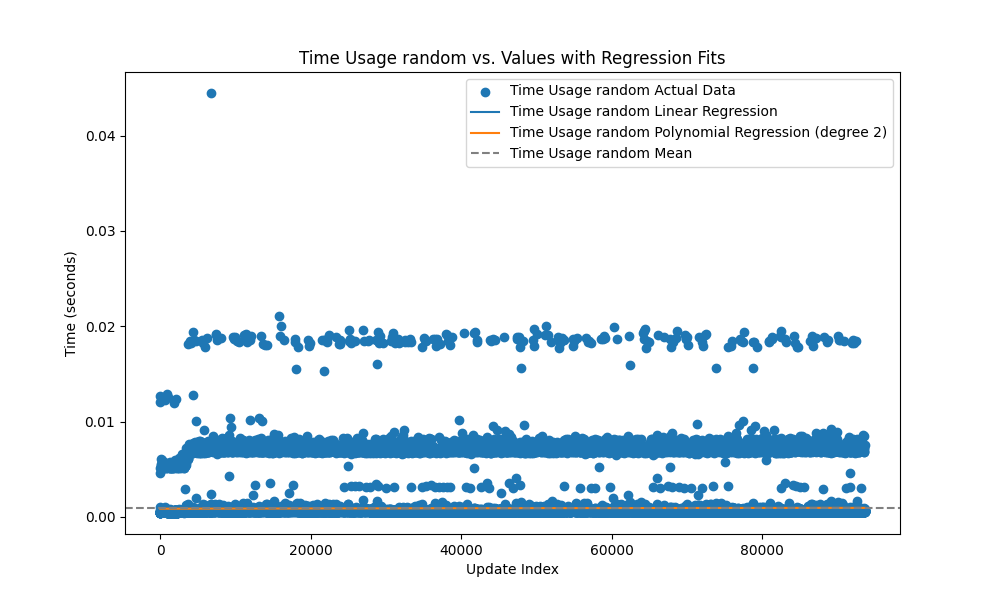 Time Usage random vs. Values with Regression Fits
Time Usage random Actual Data
Time Usage random Linear Regression
Time Usage random Polynomial Regression (degree 2)
Time Usage random Mean
Time (seconds)
0.04
0.03
0.02
0.01
0.00
0
20000
40000
60000
80000
Update Index